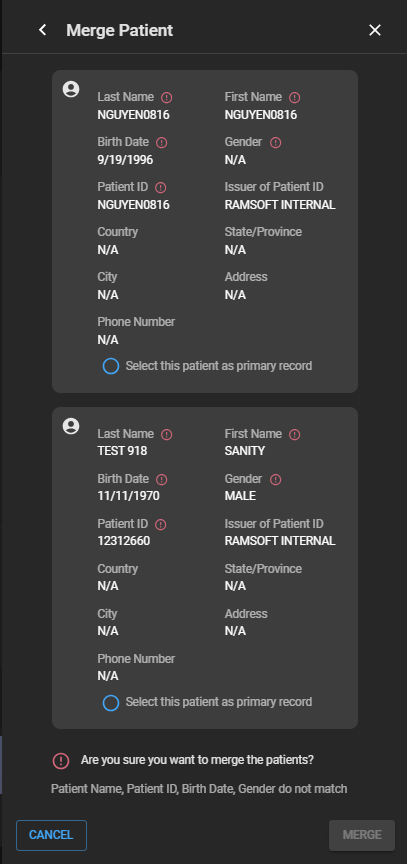 Merge Patient
Last Name First Name
NGUYEN0816 NGUYEN0816
Birth Date Gender
9/19/1996 N/A
Patient ID Issuer of Patient ID
NGUYEN0816 RAMSOFT INTERNAL
Country State/Province
N/A N/A
City Address
N/A N/A
Phone Number
N/A
Select this patient as primary record
Last Name First Name
TEST 918 SANITY
Birth Date Gender
11/11/1970 MALE
Patient ID Issuer of Patient ID
12312660 RAMSOFT INTERNAL
Country State/Province
N/A N/A
City Address
N/A N/A
Phone Number
N/A
Select this patient as primary record
Are you sure you want to merge the patients?
Patient Name, Patient ID, Birth Date, Gender do not match
CANCEL MERGE